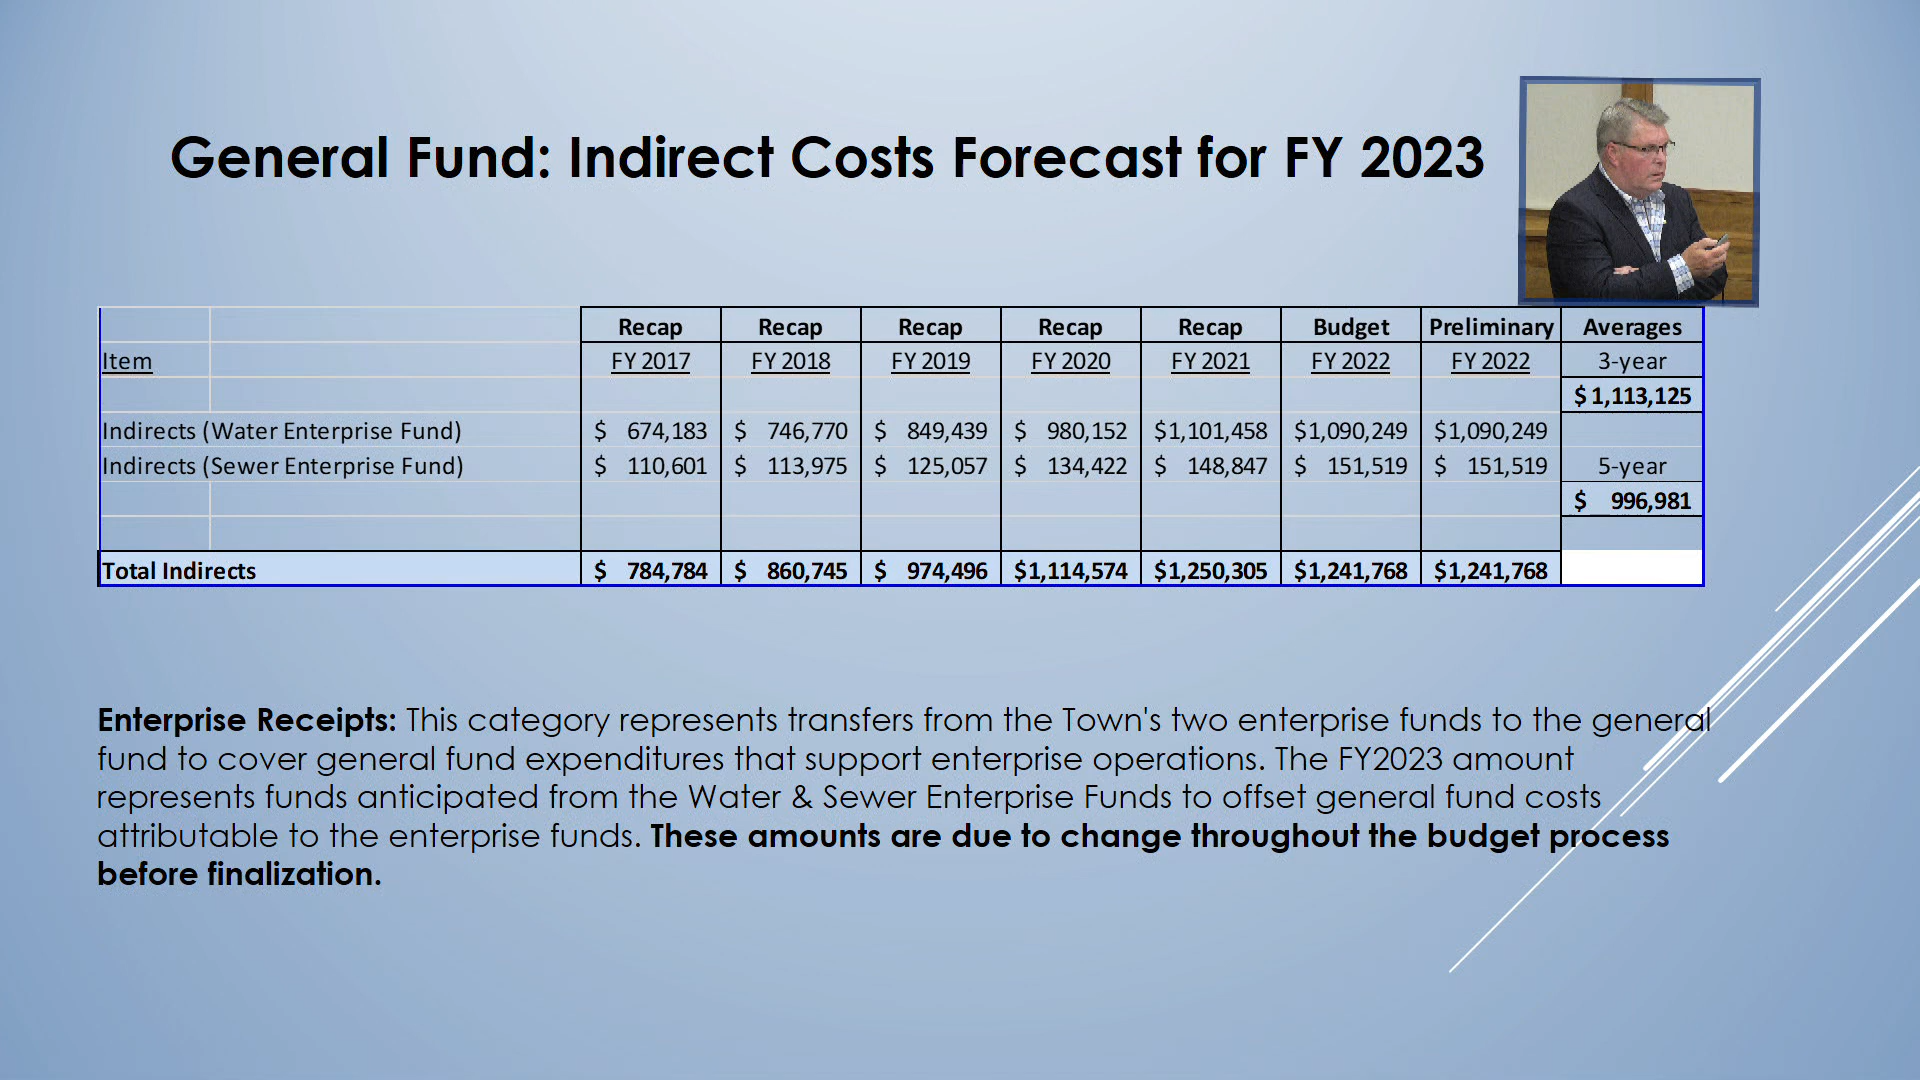 General Fund: Indirect Costs Forecast for FY 2023
Recap Recap Recap Recap Recap Budget Preliminary Averages
Item FY 2017 FY 2018 FY 2019 FY 2020 FY 2021 FY 2022 FY 2022 3-year
$ 1,113,125
Indirects (Water Enterprise Fund) $ 674,183 $ 746,770 $ 849,439 $ 980,152 $1,101,458 $1,090,249 $1,090,249
Indirects (Sewer Enterprise Fund) $ 110,601 $ 113,975 $ 125,057 $ 134,422 $ 148,847 $ 151,519 $ 151,519 5-year
$ 996,981
Total Indirects $ 784,784 $ 860,745 $ 974,496 $1,114,574 $1,250,305 $1,241,768 $1,241,768
Enterprise Receipts: This category represents transfers from the Town's two enterprise funds to the general
fund to cover general fund expenditures that support enterprise operations. The FY2023 amount
represents funds anticipated from the Water & Sewer Enterprise Funds to offset general fund costs
attributable to the enterprise funds. These amounts are due to change throughout the budget process
before finalization.